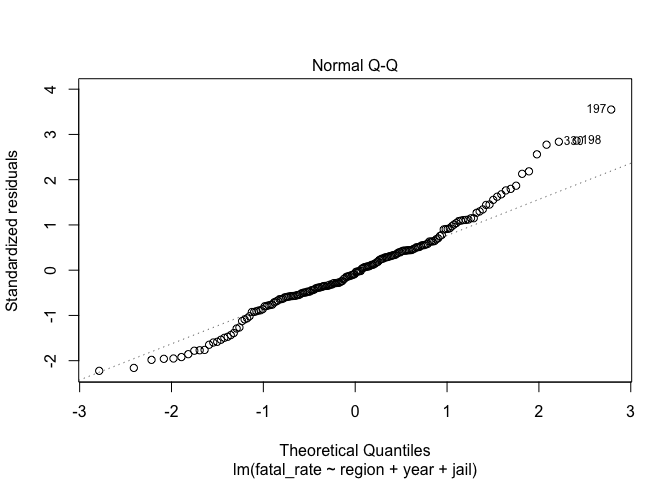 Normal Q-Q
4
3
2
1
0
-1
-2
Standardized residuals
197
330 198
-3 -2 -1 0 1 2 3
Theoretical Quantiles
lm(fatal_rate ~ region + year + jail)